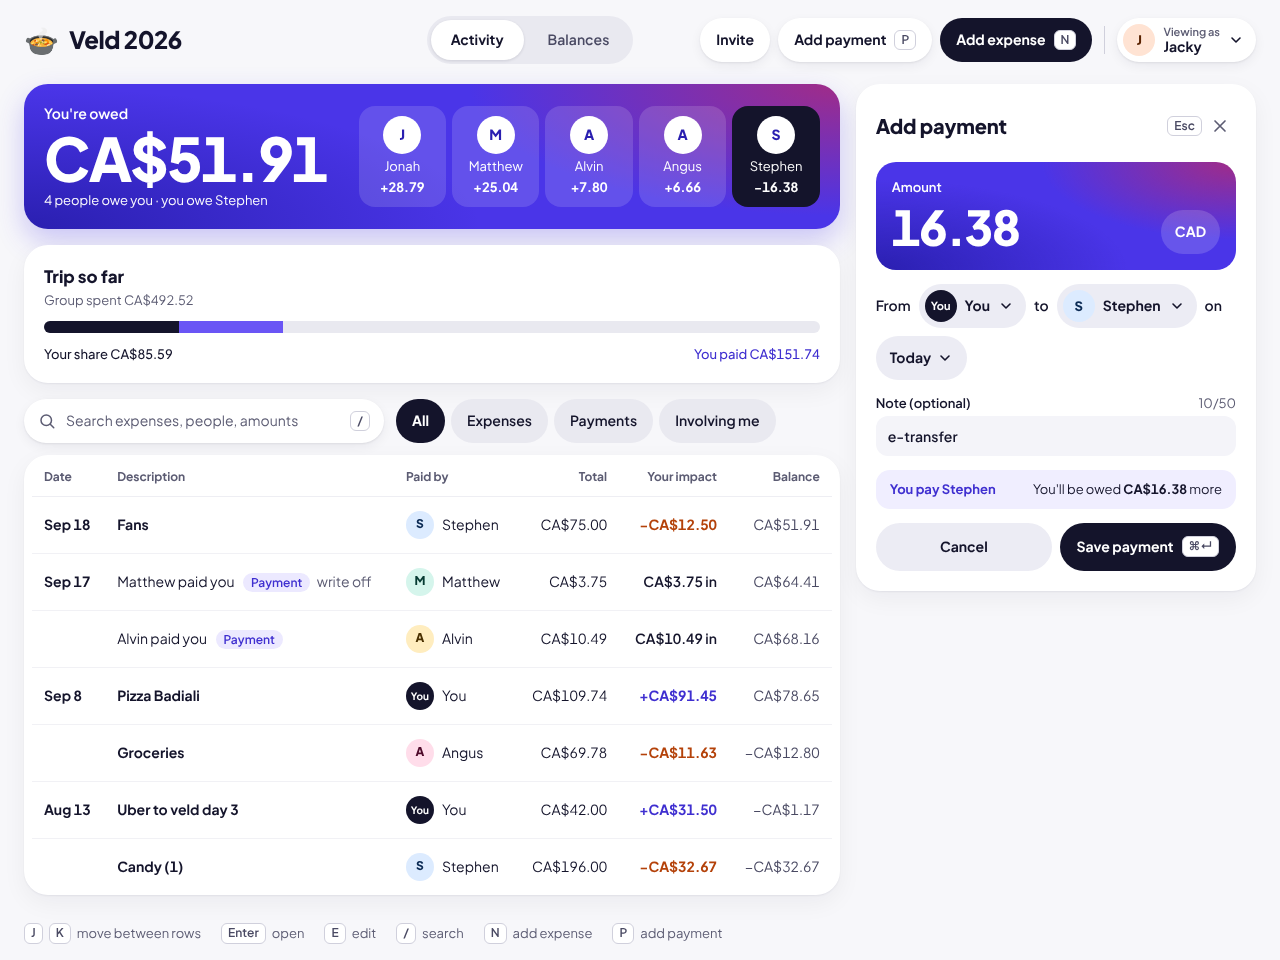 Veld 2026
Activity
Balances
Invite
Add payment P
Add expense N
J
Viewing as
Jacky
You're owed
CA$51.91
4 people owe you · you owe Stephen
J
Jonah
+28.79
M
Matthew
+25.04
A
Alvin
+7.80
A
Angus
+6.66
S
Stephen
−16.38
Trip so far
Group spent CA$492.52
Your share CA$85.59
You paid CA$151.74
Search expenses, people, amounts /
All
Expenses
Payments
Involving me
Date Description Paid by Total Your impact Balance
Sep 18 Fans S Stephen CA$75.00 −CA$12.50 CA$51.91
Sep 17 Matthew paid you Payment write off M Matthew CA$3.75 CA$3.75 in CA$64.41
Alvin paid you Payment A Alvin CA$10.49 CA$10.49 in CA$68.16
Sep 8 Pizza Badiali You You CA$109.74 +CA$91.45 CA$78.65
Groceries A Angus CA$69.78 −CA$11.63 −CA$12.80
Aug 13 Uber to veld day 3 You You CA$42.00 +CA$31.50 −CA$1.17
Candy (1) S Stephen CA$196.00 −CA$32.67 −CA$32.67
J K move between rows Enter open E edit / search N add expense P add payment
Add payment
Esc
Amount
16.38
CAD
From You You to S Stephen on
Today
Note (optional) 10/50
e-transfer
You pay Stephen You'll be owed CA$16.38 more
Cancel
Save payment ⌘↵